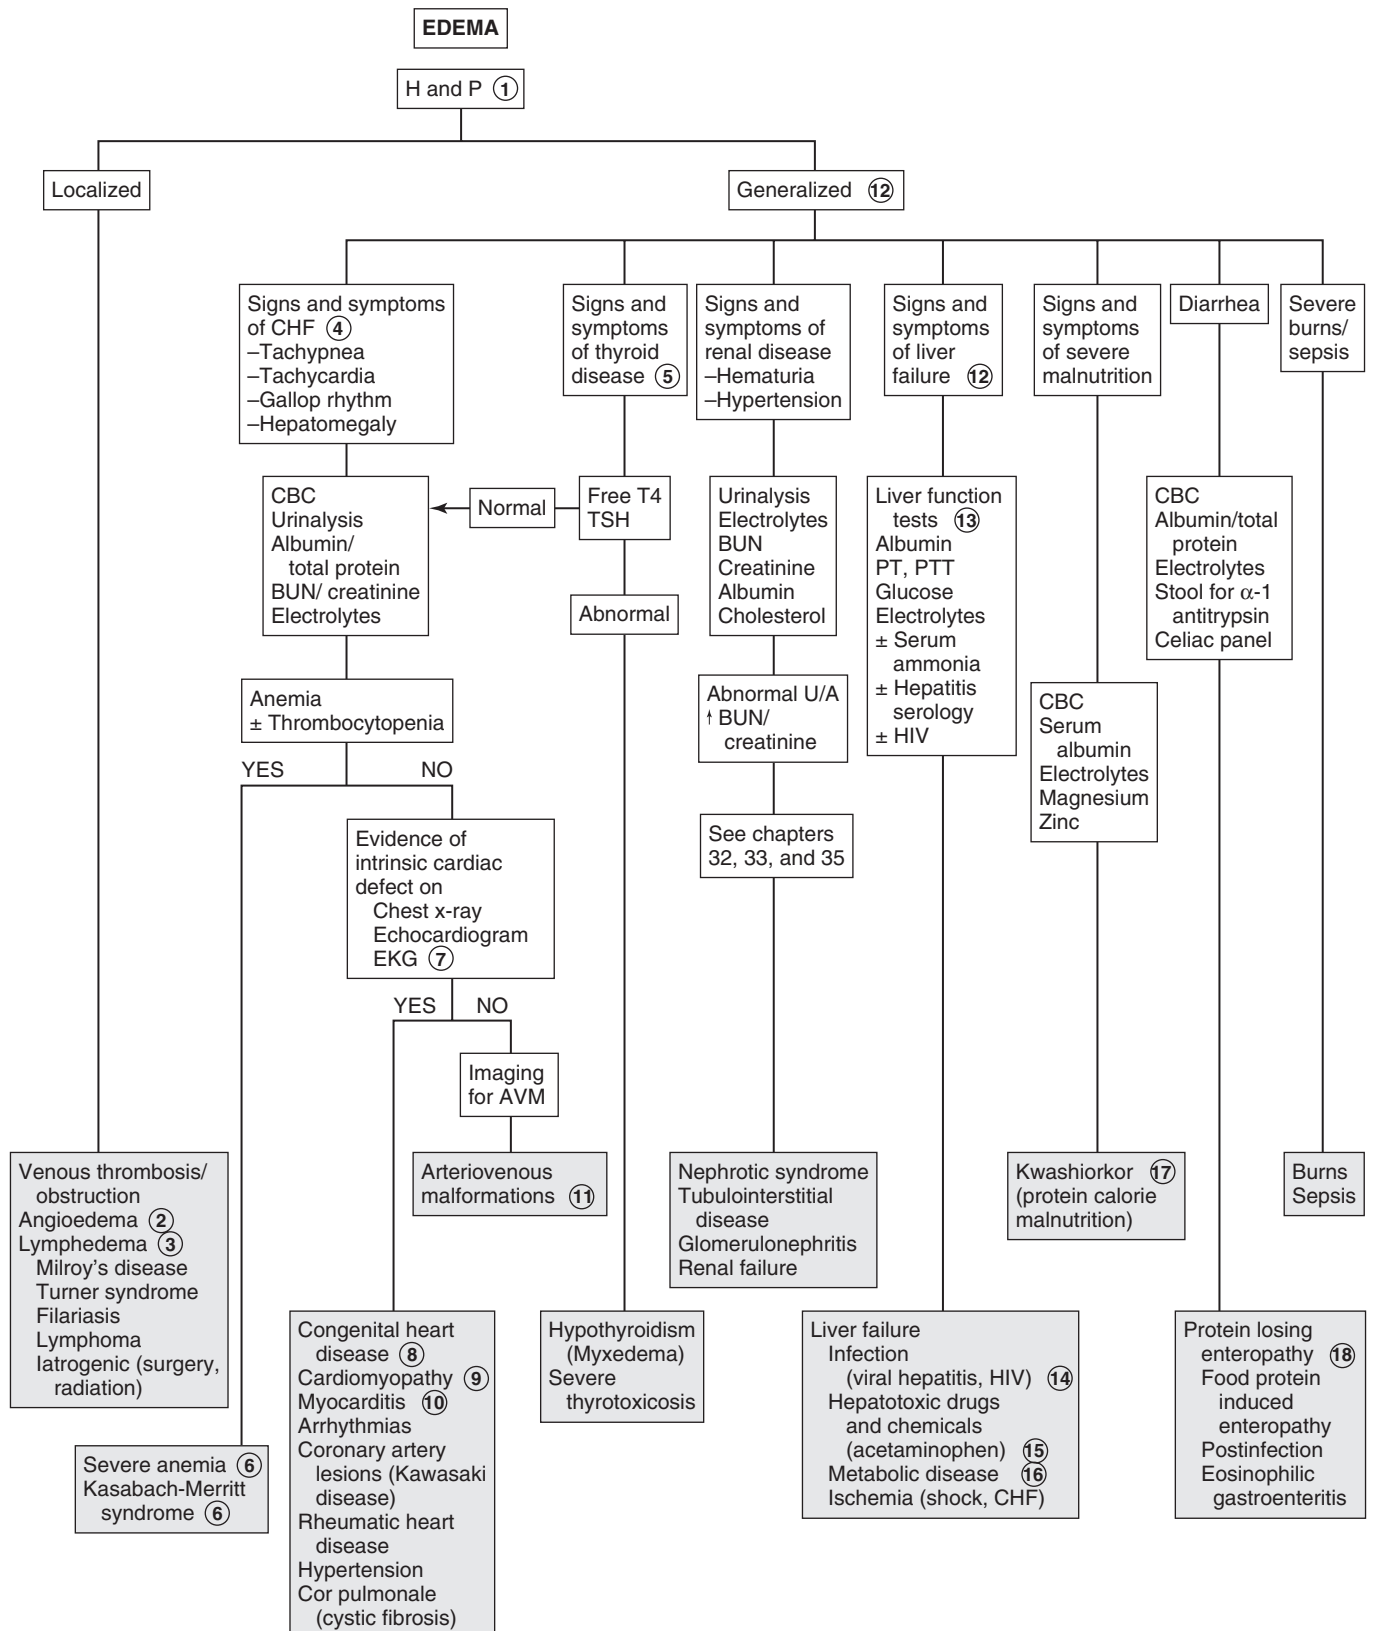 EDEMA
H and P 1
Localized
Generalized 12
Signs and symptoms
of CHF 4
–Tachypnea
–Tachycardia
–Gallop rhythm
–Hepatomegaly
Signs and
symptoms
of thyroid
disease 5
Signs and
symptoms of
renal disease
–Hematuria
–Hypertension
Signs and
symptoms
of liver
failure 12
Signs and
symptoms
of severe
malnutrition
Diarrhea
Severe
burns/
sepsis
CBC
Urinalysis
Albumin/
total protein
BUN/ creatinine
Electrolytes
Normal
Free T4
TSH
Abnormal
Urinalysis
Electrolytes
BUN
Creatinine
Albumin
Cholesterol
Liver function
tests 13
Albumin
PT, PTT
Glucose
Electrolytes
± Serum
ammonia
± Hepatitis
serology
± HIV
CBC
Albumin/total
protein
Electrolytes
Stool for α-1
antitrypsin
Celiac panel
Anemia
± Thrombocytopenia
Abnormal U/A
↑ BUN/
creatinine
CBC
Serum
albumin
Electrolytes
Magnesium
Zinc
YES
NO
Evidence of
intrinsic cardiac
defect on
Chest x-ray
Echocardiogram
EKG 7
See chapters
32, 33, and 35
YES
NO
Imaging
for AVM
Venous thrombosis/
obstruction
Angioedema 2
Lymphedema 3
Milroy's disease
Turner syndrome
Filariasis
Lymphoma
Iatrogenic (surgery,
radiation)
Arteriovenous
malformations 11
Nephrotic syndrome
Tubulointerstitial
disease
Glomerulonephritis
Renal failure
Kwashiorkor 17
(protein calorie
malnutrition)
Burns
Sepsis
Severe anemia 6
Kasabach-Merritt
syndrome 6
Congenital heart
disease 8
Cardiomyopathy 9
Myocarditis 10
Arrhythmias
Coronary artery
lesions (Kawasaki
disease)
Rheumatic heart
disease
Hypertension
Cor pulmonale
(cystic fibrosis)
Hypothyroidism
(Myxedema)
Severe
thyrotoxicosis
Liver failure
Infection
(viral hepatitis, HIV) 14
Hepatotoxic drugs
and chemicals
(acetaminophen) 15
Metabolic disease 16
Ischemia (shock, CHF)
Protein losing
enteropathy 18
Food protein
induced
enteropathy
Postinfection
Eosinophilic
gastroenteritis